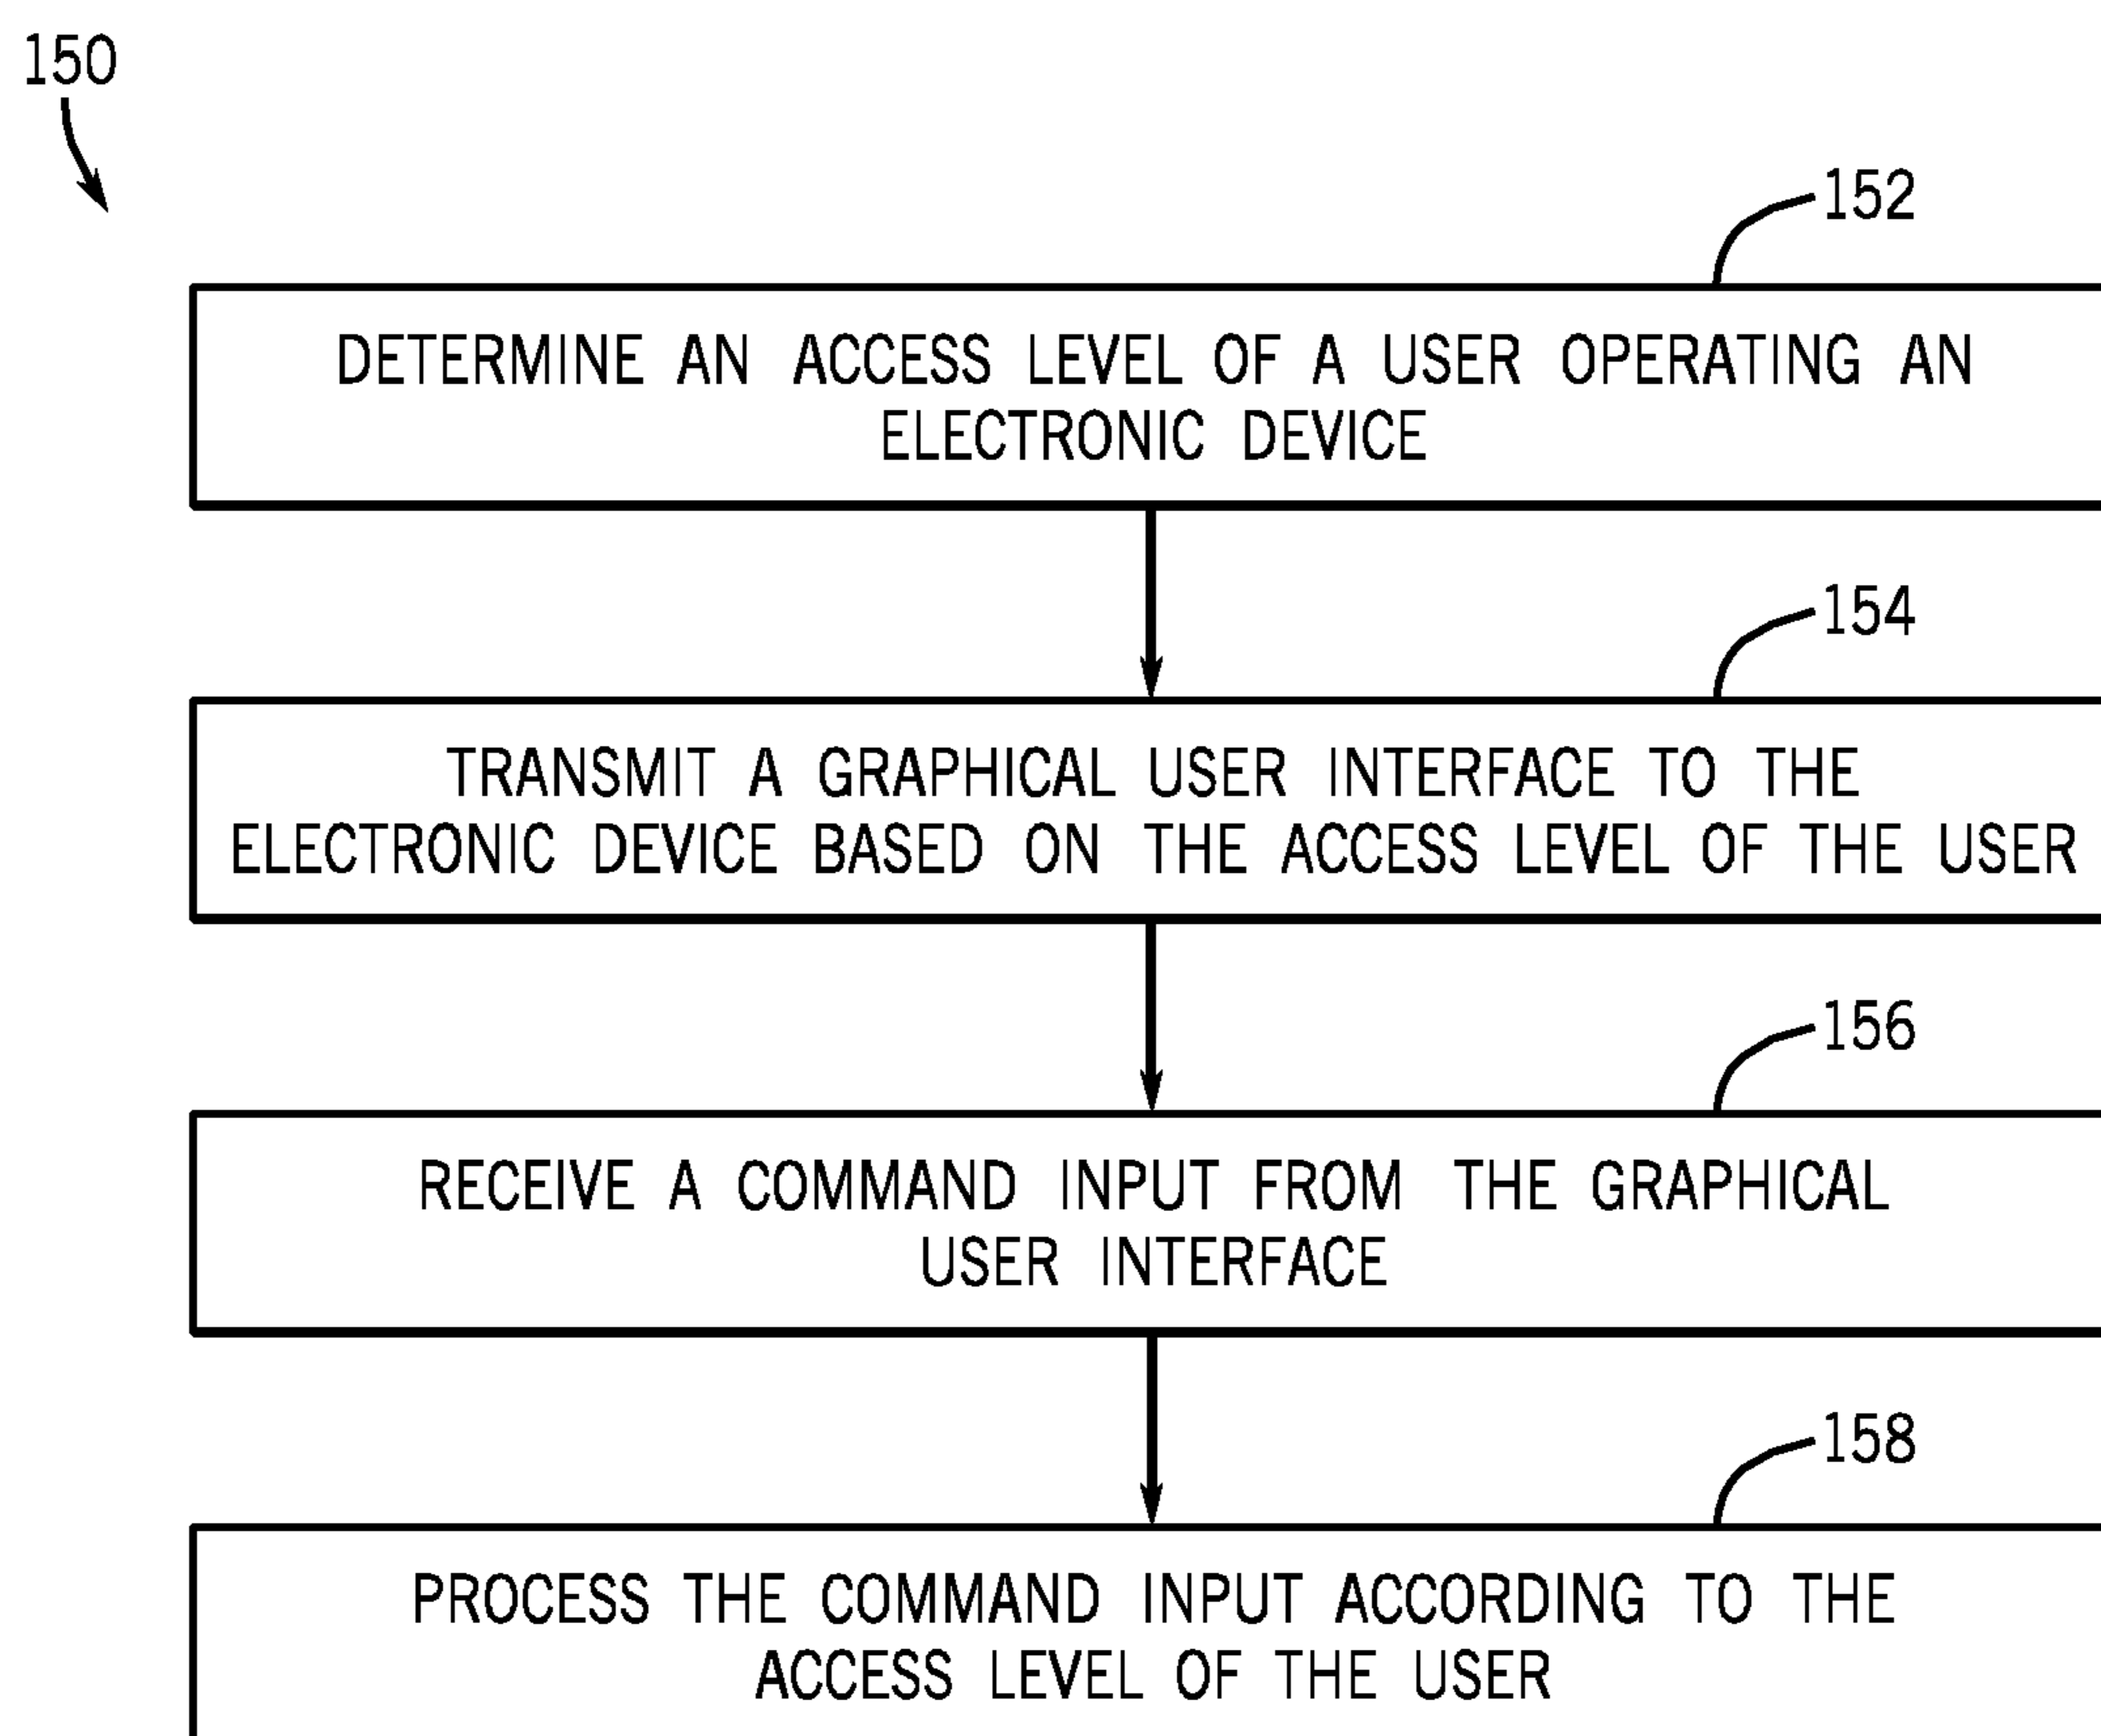 150
152
DETERMINE AN ACCESS LEVEL OF A USER OPERATING AN
ELECTRONIC DEVICE
154
TRANSMIT A GRAPHICAL USER INTERFACE TO THE
ELECTRONIC DEVICE BASED ON THE ACCESS LEVEL OF THE USER
156
RECEIVE A COMMAND INPUT FROM THE GRAPHICAL
USER INTERFACE
158
PROCESS THE COMMAND INPUT ACCORDING TO THE
ACCESS LEVEL OF THE USER